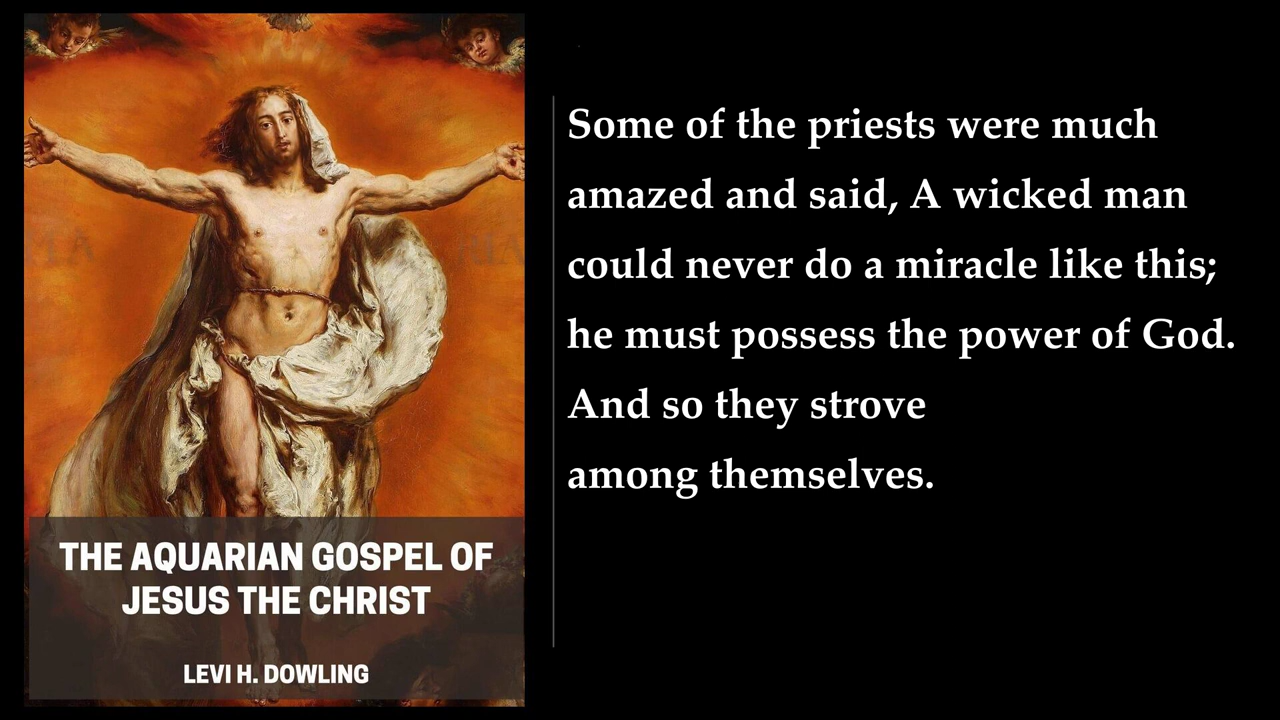 THE AQUARIAN GOSPEL OF
JESUS THE CHRIST
LEVI H. DOWLING
Some of the priests were much
amazed and said, A wicked man
could never do a miracle like this;
he must possess the power of God.
And so they strove
among themselves.